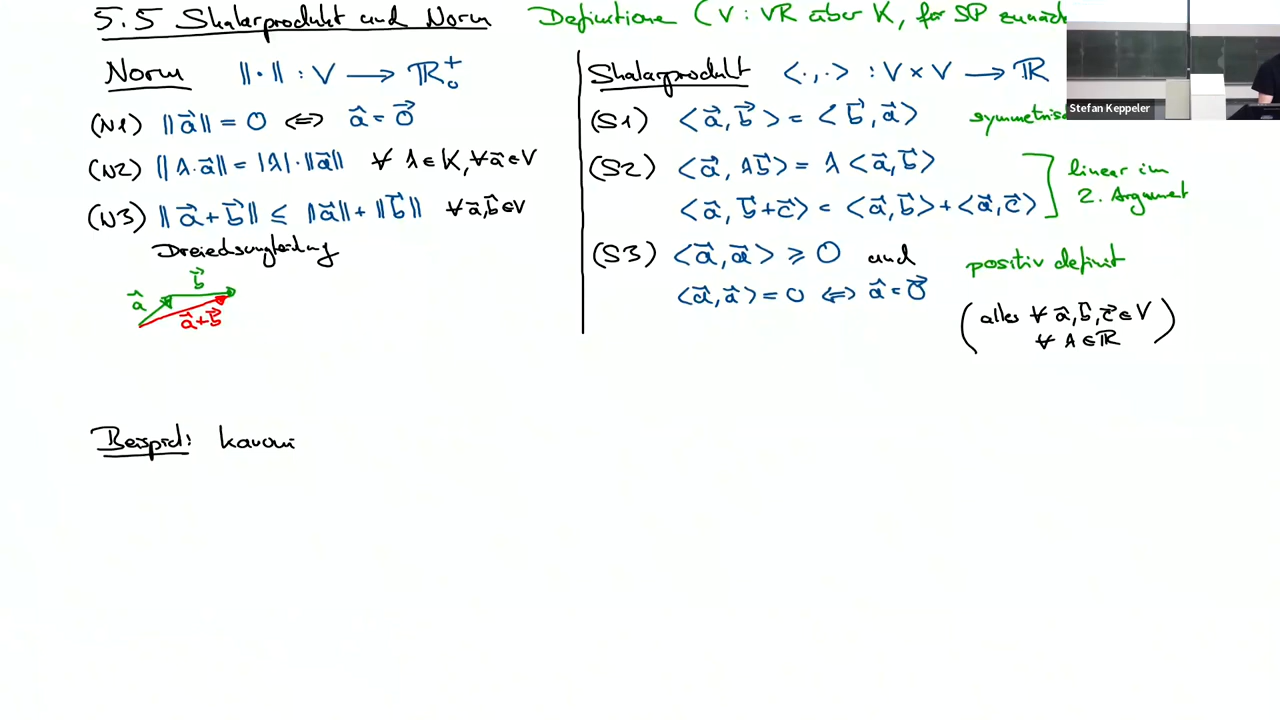 5.5 Skalarprodukt und Norm Definitione (V: VR über K, für SP zunäch
Norm ‖·‖ : V → ℝ₀⁺
(N1) ‖a⃗‖ = 0 ⇔ a⃗ = 0⃗
(N2) ‖λ·a⃗‖ = |λ|·‖a⃗‖ ∀ λ∈K, ∀ a⃗∈V
(N3) ‖a⃗+b⃗‖ ≤ ‖a⃗‖+‖b⃗‖ ∀ a⃗,b⃗∈V
Dreiecksungleichung
b⃗
a⃗
a⃗+b⃗
Skalarprodukt <·,·> : V × V → ℝ
(S1) <a⃗,b⃗> = <b⃗,a⃗> symmetrisc
(S2) <a⃗,λb⃗> = λ<a⃗,b⃗>
<a⃗,b⃗+c⃗> = <a⃗,b⃗>+<a⃗,c⃗>
linear im
2. Argument
(S3) <a⃗,a⃗> ≥ 0 und positiv definit
<a⃗,a⃗> = 0 ⇔ a⃗ = 0⃗
(alles ∀ a⃗,b⃗,c⃗∈V
∀ λ∈ℝ)
Stefan Keppeler
Beispiel: kanoni